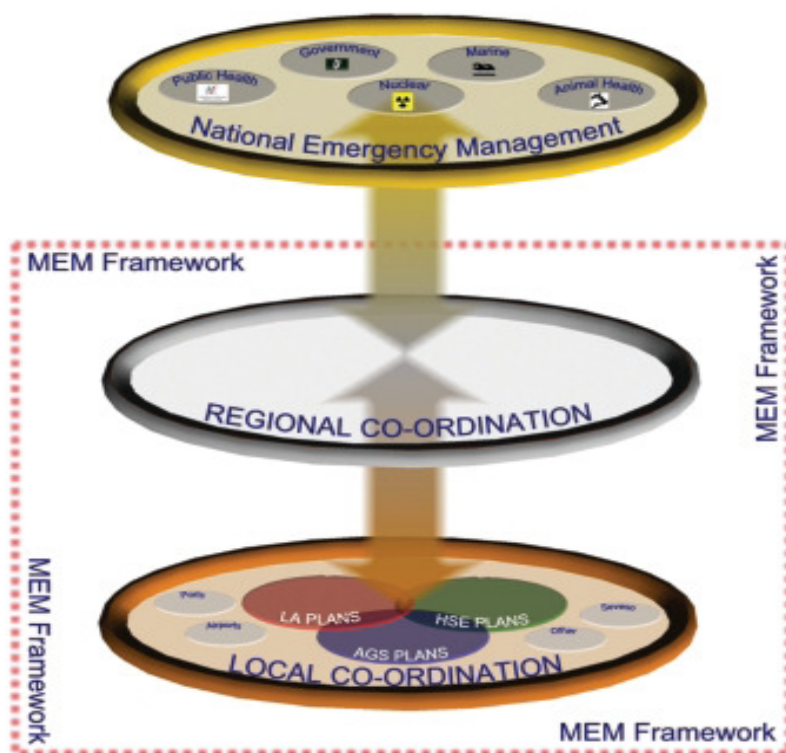 Government
Marine
Public Health
Nuclear
Animal Health
National Emergency Management
MEM Framework
MEM Framework
REGIONAL CO-ORDINATION
MEM Framework
Ports
Seveso
LA PLANS
HSE PLANS
Airports
Other
AGS PLANS
LOCAL CO-ORDINATION
MEM Framework